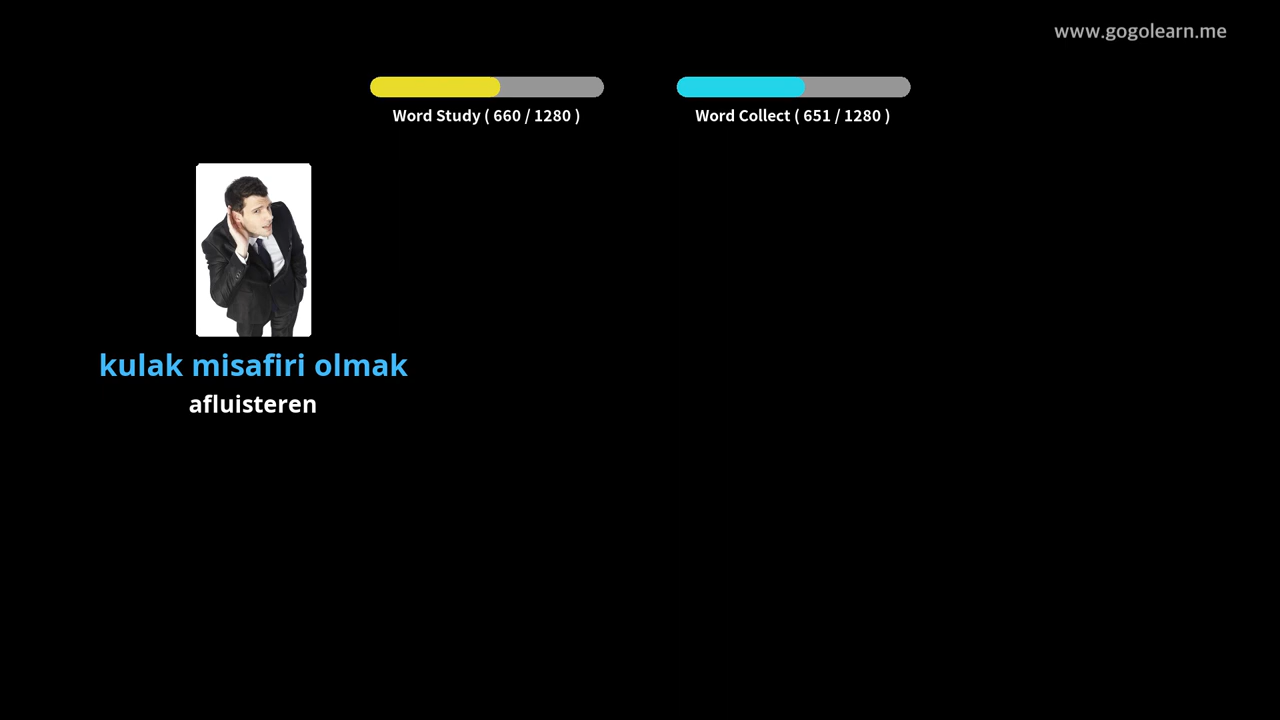 www.gogolearn.me
Word Study ( 660 / 1280 )
Word Collect ( 651 / 1280 )
kulak misafiri olmak
afluisteren